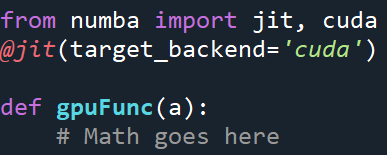 from numba import jit, cuda
@jit(target_backend='cuda')
def gpuFunc(a):
    # Math goes here